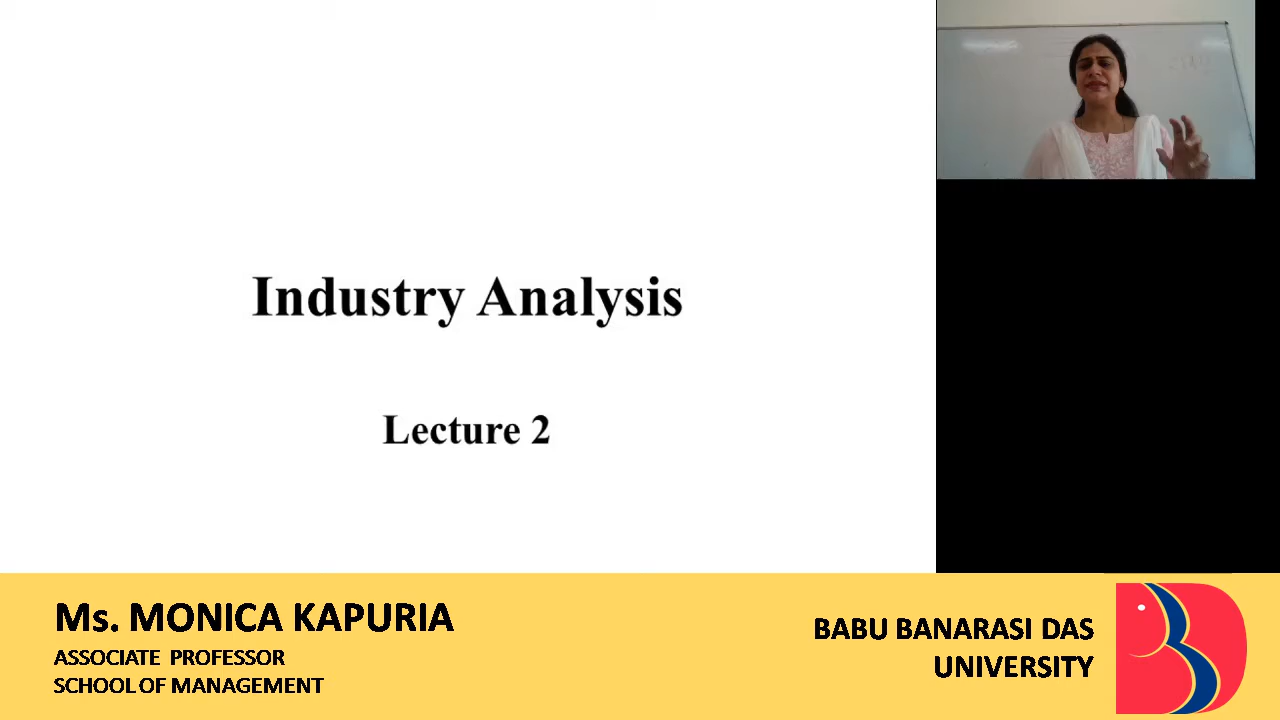 Industry Analysis
Lecture 2
Ms. MONICA KAPURIA
ASSOCIATE PROFESSOR
SCHOOL OF MANAGEMENT
BABU BANARASI DAS
UNIVERSITY